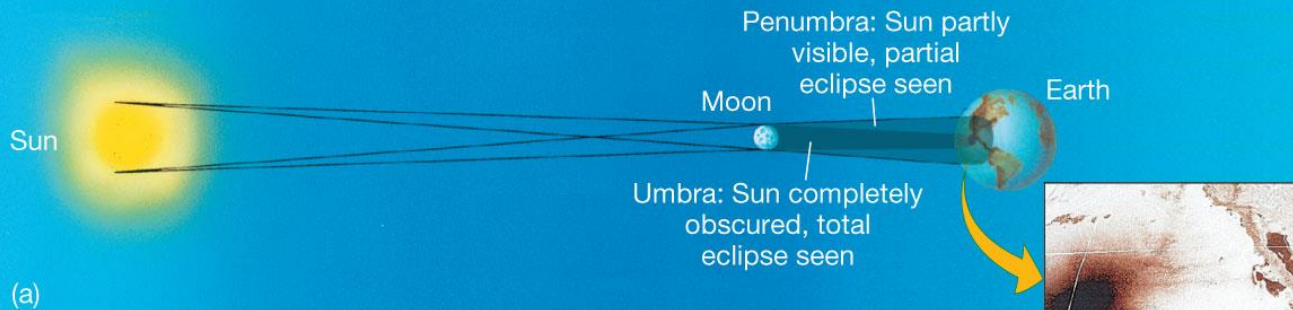 Penumbra: Sun partly
visible, partial
eclipse seen
Moon
Earth
Sun
Umbra: Sun completely
obscured, total
eclipse seen
(a)